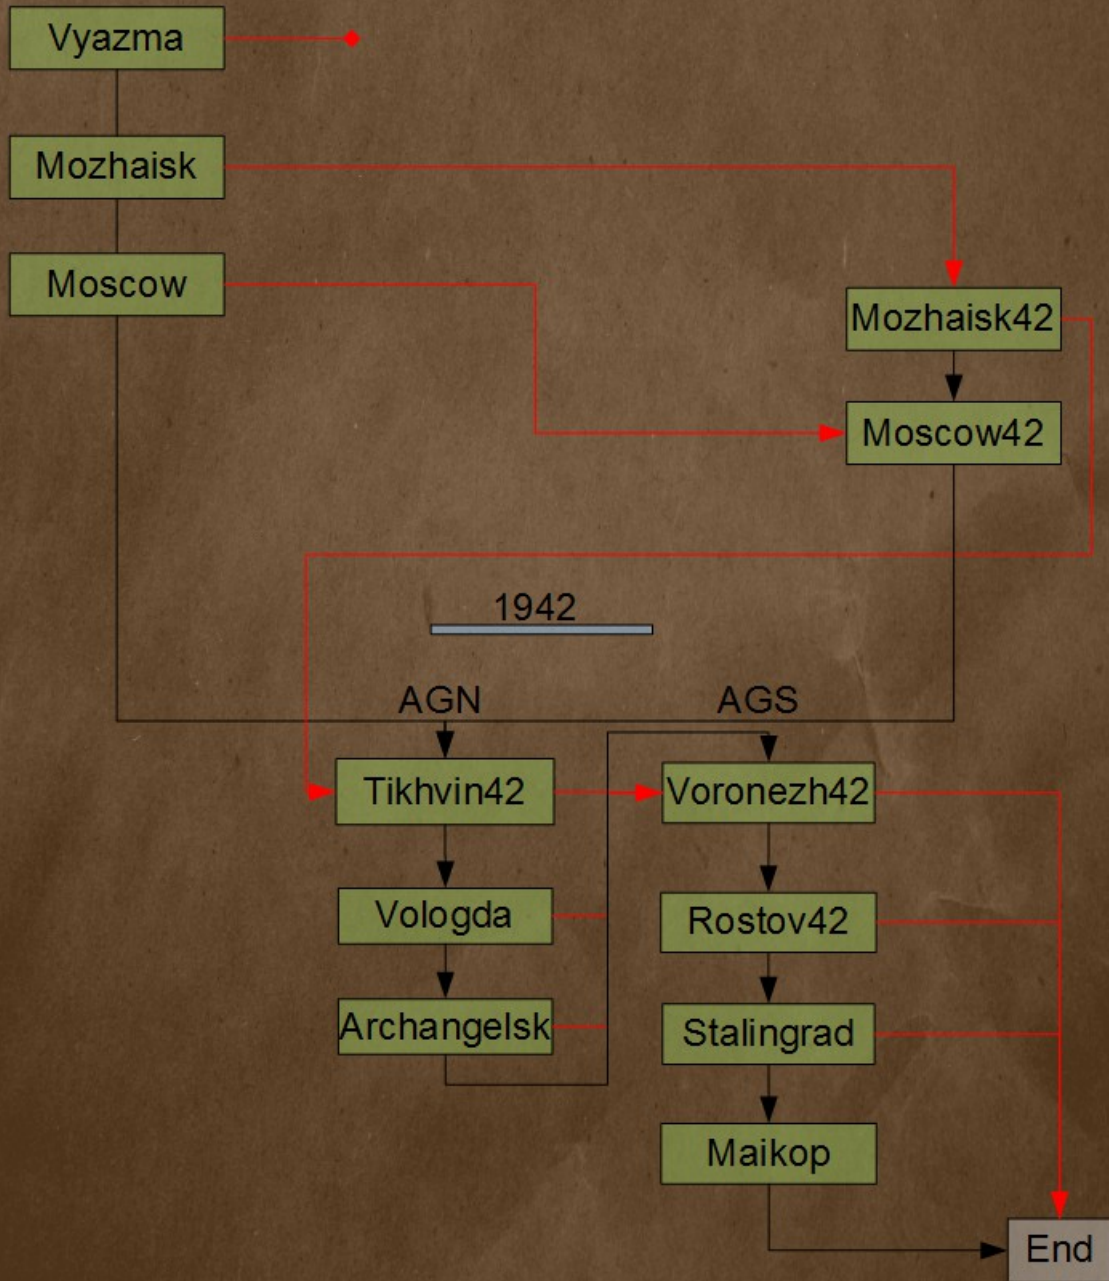 Vyazma
Mozhaisk
Moscow
Mozhaisk42
Moscow42
1942
AGN
AGS
Tikhvin42
Voronezh42
Vologda
Rostov42
Archangelsk
Stalingrad
Maikop
End